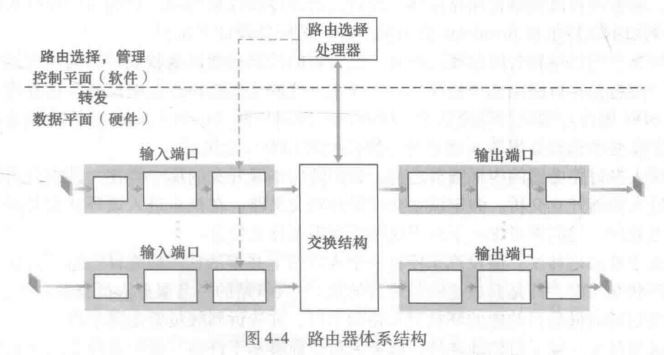 路由选择
处理器
路由选择,管理
控制平面(软件)
转发
数据平面(硬件)
输入端口
输出端口
交换结构
输入端口
输出端口
图4-4 路由器体系结构